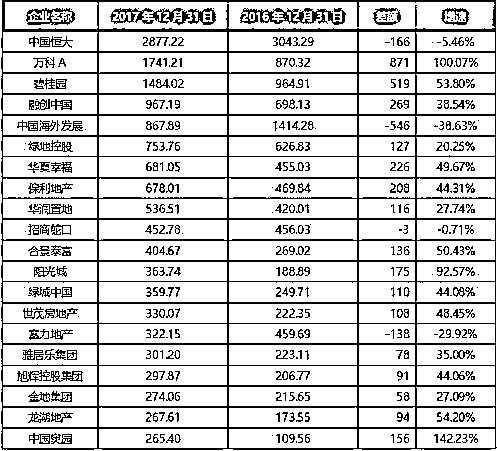 企业名称 2017年12月31日 2016年12月31日 差额 增速
中国恒大 2877.22 3043.29 -166 -5.46%
万科A 1741.21 870.32 871 100.07%
碧桂园 1484.02 964.91 519 53.80%
融创中国 967.19 698.13 269 38.54%
中国海外发展 867.89 1414.28 -546 -38.63%
绿地控股 753.76 626.83 127 20.25%
华夏幸福 681.05 455.03 226 49.67%
保利地产 678.01 469.84 208 44.31%
华润置地 536.51 420.01 116 27.74%
招商蛇口 452.78 456.03 -3 -0.71%
合景泰富 404.67 269.02 136 50.43%
阳光城 363.74 188.89 175 92.57%
绿城中国 359.77 249.71 110 44.08%
世茂房地产 330.07 222.35 108 48.45%
富力地产 322.15 459.69 -138 -29.92%
雅居乐集团 301.20 223.11 78 35.00%
旭辉控股集团 297.87 206.77 91 44.06%
金地集团 274.06 215.65 58 27.09%
龙湖地产 267.61 173.55 94 54.20%
中国奥园 265.40 109.56 156 142.23%